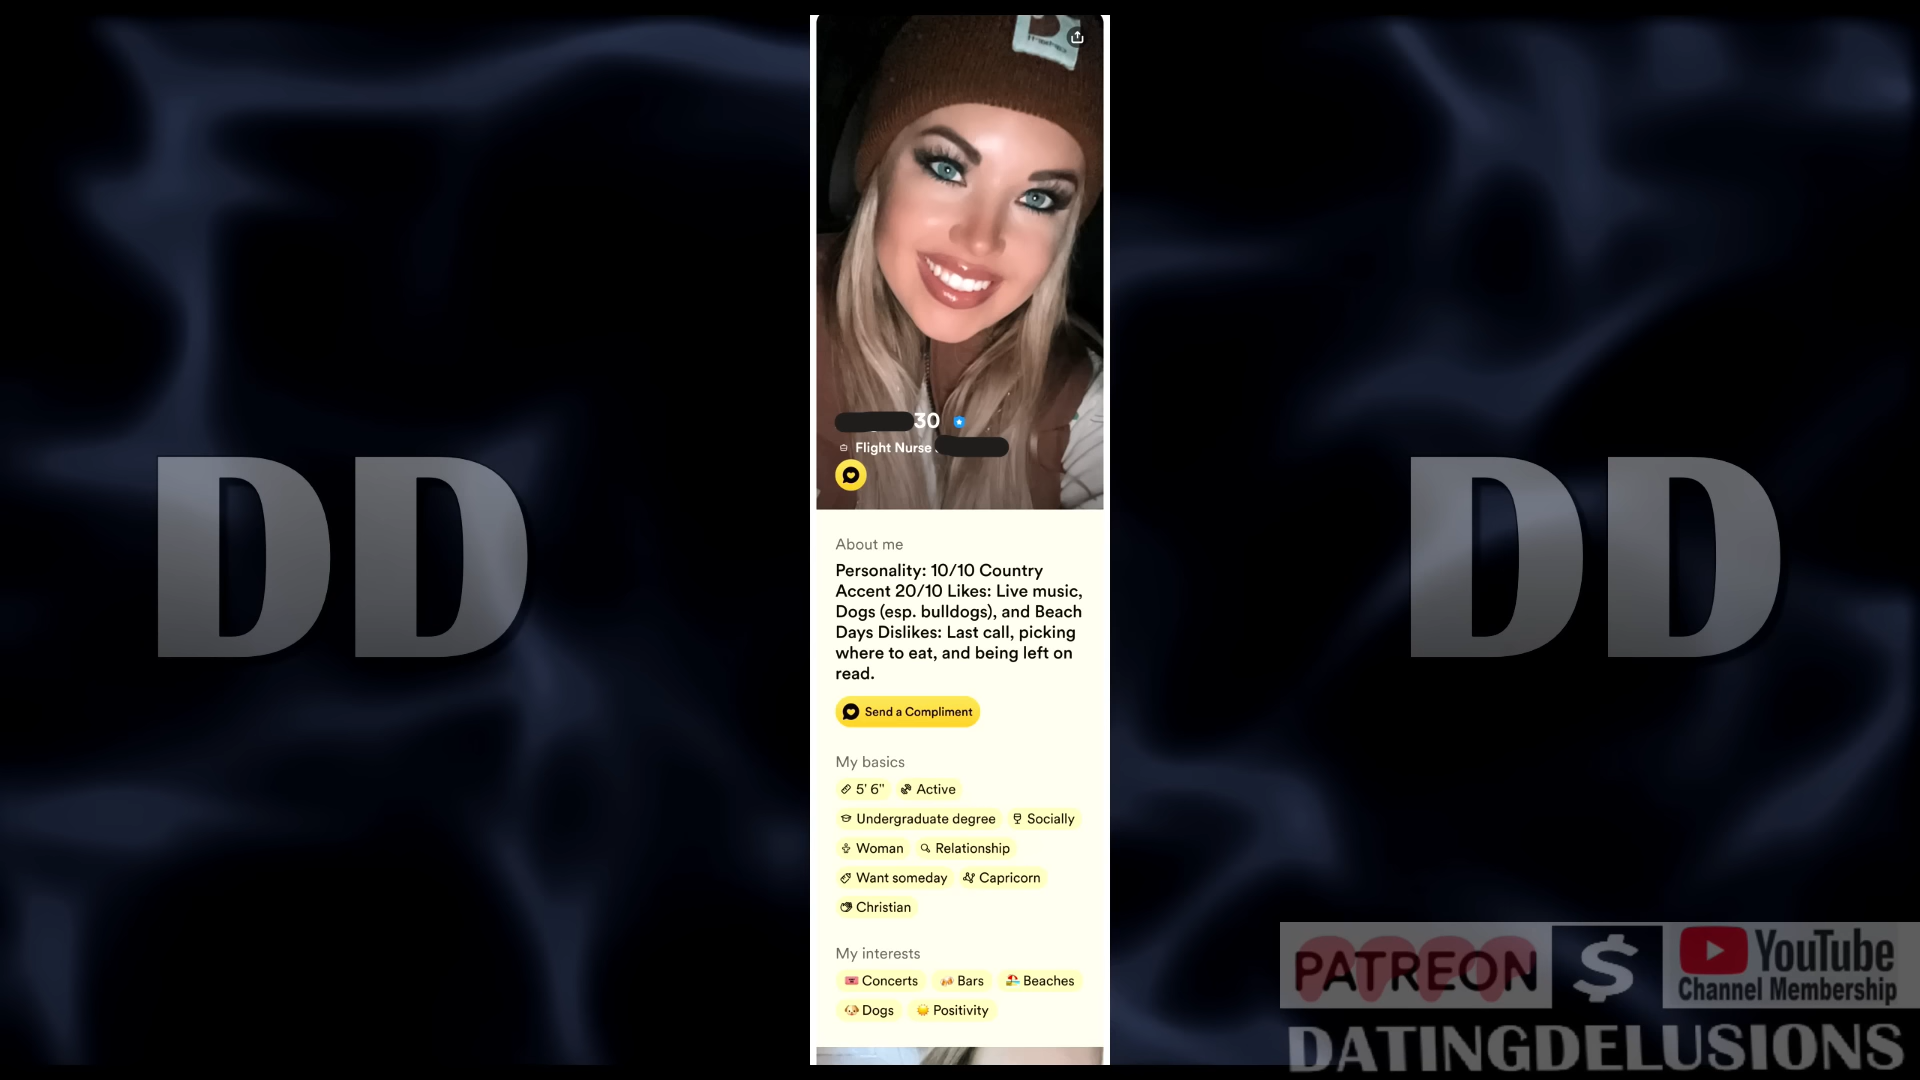 30
Flight Nurse
About me
Personality: 10/10 Country
Accent 20/10 Likes: Live music,
Dogs (esp. bulldogs), and Beach
Days Dislikes: Last call, picking
where to eat, and being left on
read.
Send a Compliment
My basics
5' 6"
Active
Undergraduate degree
Socially
Woman
Relationship
Want someday
Capricorn
Christian
My interests
Concerts
Bars
Beaches
Dogs
Positivity
DD
DD
PATREON
$
YouTube
Channel Membership
DATINGDELUSIONS